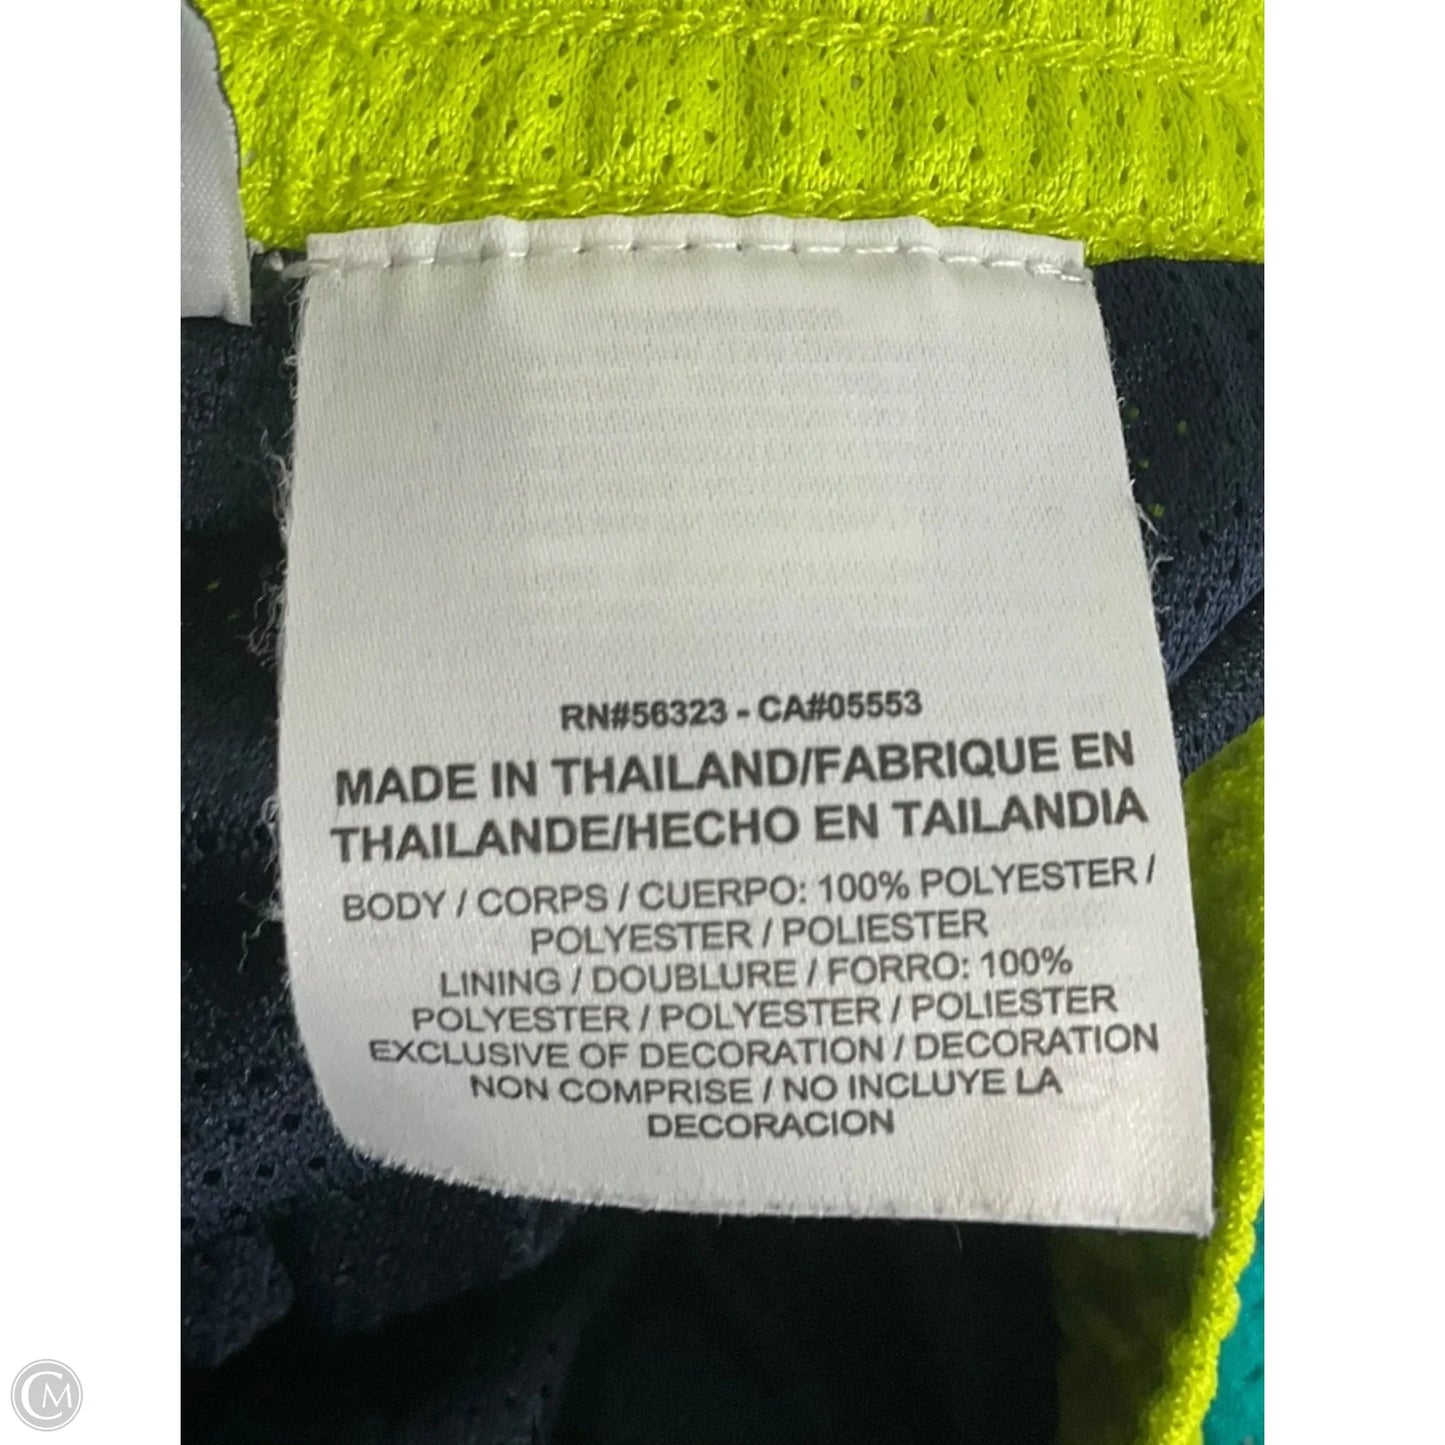 RN#56323 - CA#05553
MADE IN THAILAND/FABRIQUE EN
THAILANDE/HECHO EN TAILANDIA
BODY / CORPS / CUERPO: 100% POLYESTER /
POLYESTER / POLIESTER
LINING / DOUBLURE / FORRO: 100%
POLYESTER / POLYESTER / POLIESTER
EXCLUSIVE OF DECORATION / DECORATION
NON COMPRISE / NO INCLUYE LA
DECORACION
CM